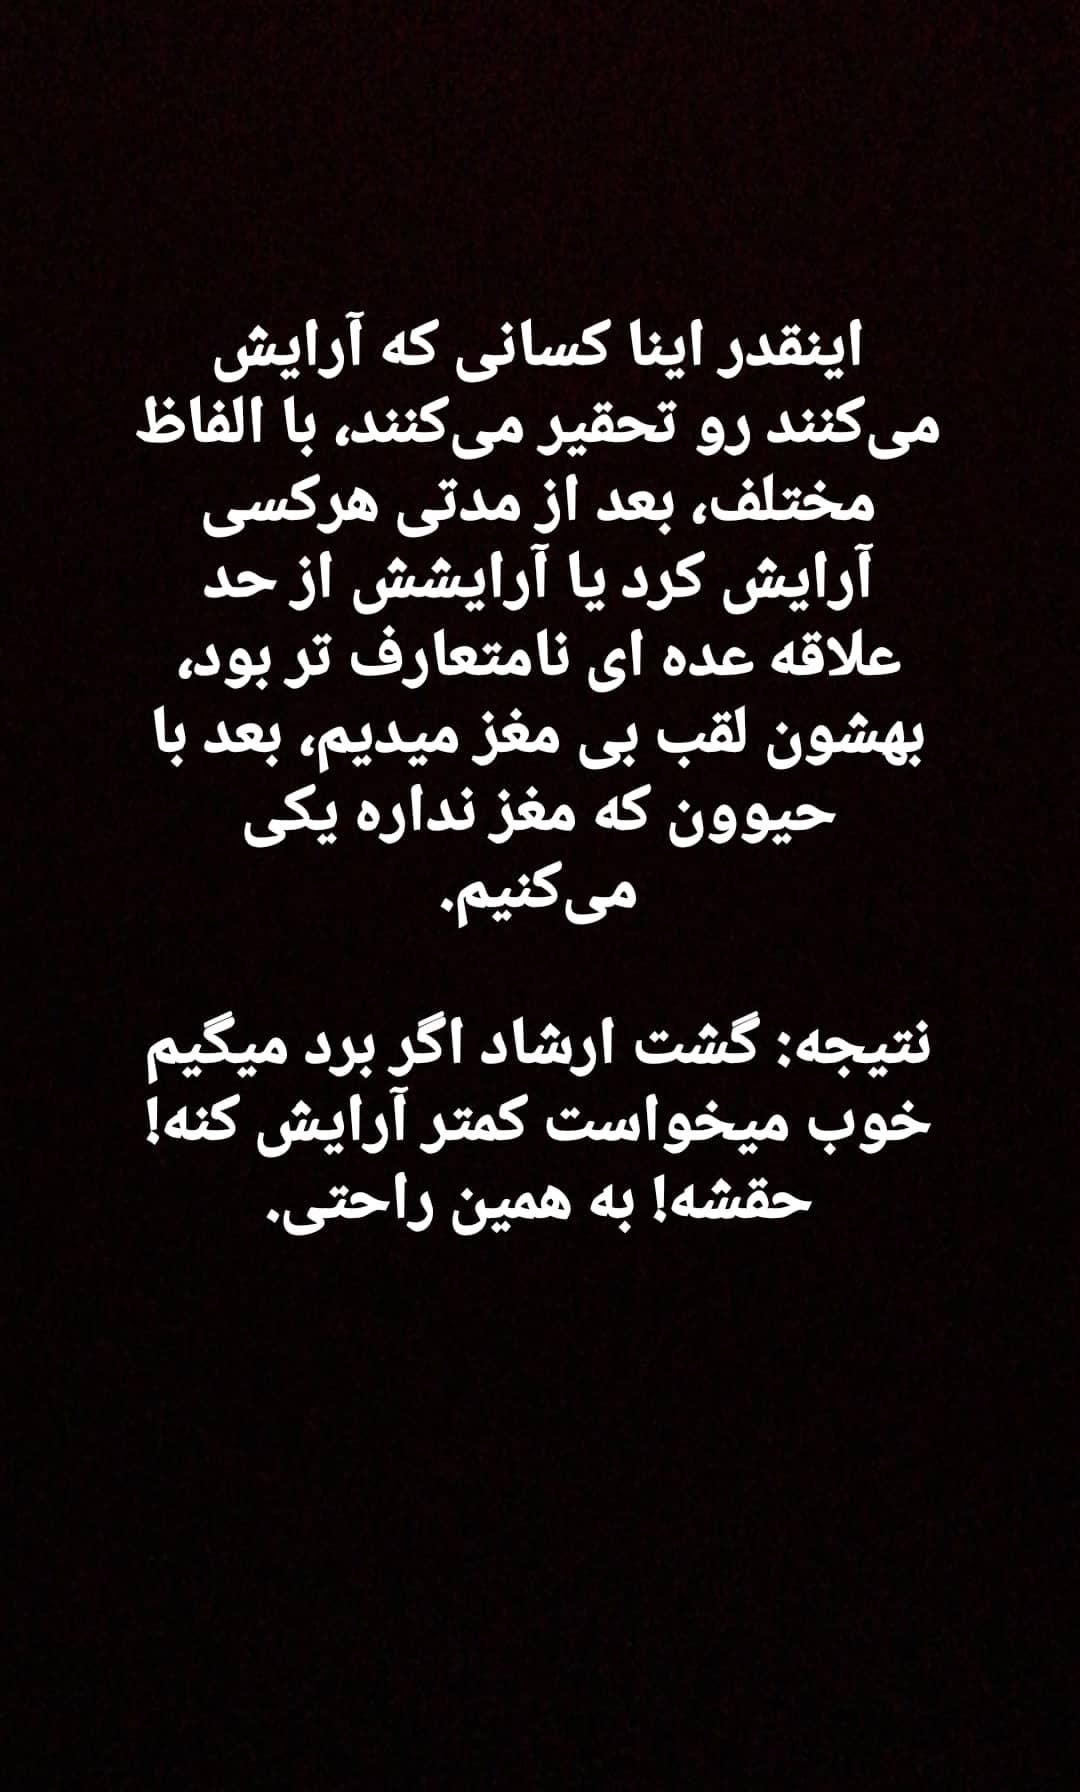 اینقدر اینا کسانی که آرایش
می‌کنند رو تحقیر می‌کنند، با الفاظ
مختلف، بعد از مدتی هرکسی
آرایش کرد یا آرایشش از حد
علاقه عده ای نامتعارف تر بود،
بهشون لقب بی مغز میدیم، بعد با
حیوون که مغز نداره یکی
می‌کنیم.
نتیجه: گشت ارشاد اگر برد میگیم
خوب میخواست کمتر آرایش کنه!
حقشه! به همین راحتی.